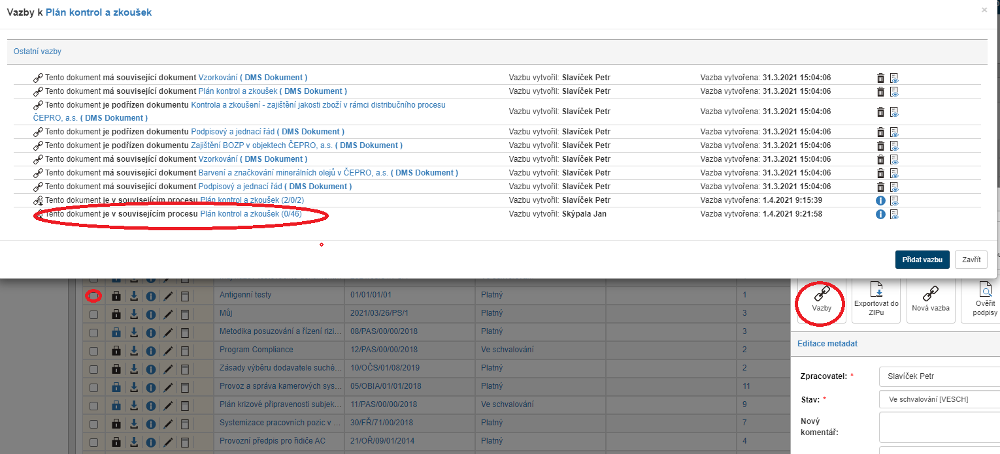 Vazby k Plán kontrol a zkoušek
×
Ostatní vazby
Tento dokument má související dokument Vzorkování ( DMS Dokument ) Vazbu vytvořil: Slavíček Petr Vazba vytvořena: 31.3.2021 15:04:06
Tento dokument má související dokument Plán kontrol a zkoušek ( DMS Dokument ) Vazbu vytvořil: Slavíček Petr Vazba vytvořena: 31.3.2021 15:04:06
Tento dokument je podřízen dokumentu Kontrola a zkoušení - zajištění jakosti zboží v rámci distribučního procesu
ČEPRO, a.s. ( DMS Dokument ) Vazbu vytvořil: Slavíček Petr Vazba vytvořena: 31.3.2021 15:04:06
Tento dokument je podřízen dokumentu Podpisový a jednací řád ( DMS Dokument ) Vazbu vytvořil: Slavíček Petr Vazba vytvořena: 31.3.2021 15:04:06
Tento dokument je podřízen dokumentu Zajištění BOZP v objektech ČEPRO, a.s. ( DMS Dokument ) Vazbu vytvořil: Slavíček Petr Vazba vytvořena: 31.3.2021 15:04:06
Tento dokument má související dokument Vzorkování ( DMS Dokument ) Vazbu vytvořil: Slavíček Petr Vazba vytvořena: 31.3.2021 15:04:06
Tento dokument má související dokument Barvení a značkování minerálních olejů v ČEPRO, a.s. ( DMS Dokument ) Vazbu vytvořil: Slavíček Petr Vazba vytvořena: 31.3.2021 15:04:06
Tento dokument má související dokument Podpisový a jednací řád ( DMS Dokument ) Vazbu vytvořil: Slavíček Petr Vazba vytvořena: 31.3.2021 15:04:06
Tento dokument je v souvisejícím procesu Plán kontrol a zkoušek (2/0/2) Vazbu vytvořil: Slavíček Petr Vazba vytvořena: 1.4.2021 9:15:39
Tento dokument je v souvisejícím procesu Plán kontrol a zkoušek (0/46) Vazbu vytvořil: Skýpala Jan Vazba vytvořena: 1.4.2021 9:21:58
Přidat vazbu Zavřít
Antigenní testy 01/01/01/01 Platný 1
Můj 2021/03/26/PS/1 Platný 3
Metodika posuzování a řízení rizi... 08/PAS/00/00/2018 Platný 3
Program Compliance 12/PAS/00/00/2018 Ve schvalování 2
Zásady výběru dodavatele suché... 10/OČS/01/08/2019 Platný 2
Provoz a správa kamerových sys... 05/OBIA/01/01/2018 Platný 11
Plán krizové připravenosti subjek... 11/PAS/00/00/2018 Ve schvalování 9
Systemizace pracovních pozic v ... 30/FŘ/71/00/2018 Platný 7
Provozní předpis pro řidiče AC 21/OŘ/09/01/2014 Platný 4
Vazby
Exportovat do
ZIPu
Nová vazba
Ověřit
podpisy
Editace metadat
Zpracovatel: * Slavíček Petr
Stav: * Ve schvalování [VESCH]
Nový
komentář: